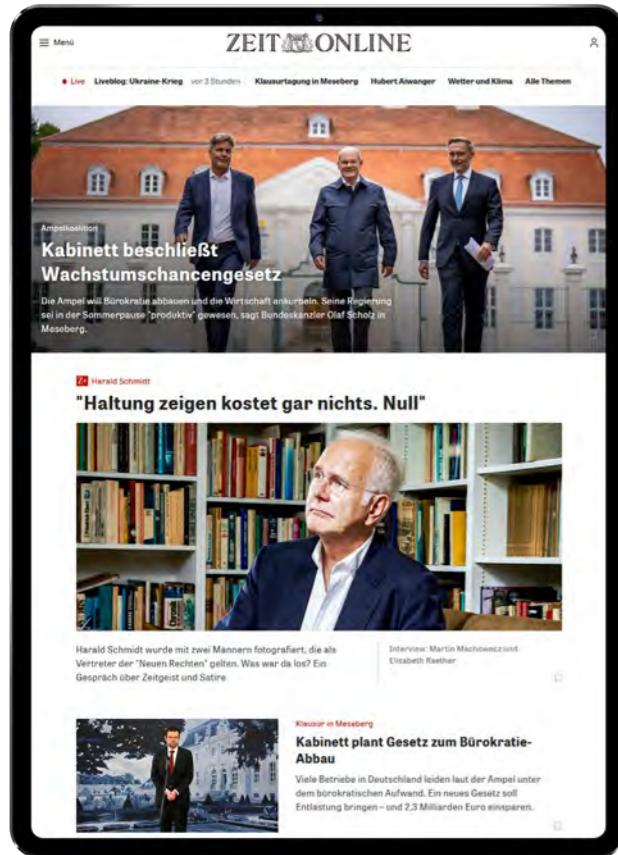 Menü
ZEIT ONLINE
Live Liveblog: Ukraine-Krieg vor 3 Stunden Klausurtagung in Meseberg Hubert Aiwanger Wetter und Klima Alle Themen
Ampelkoalition
Kabinett beschließt
Wachstumschancengesetz
Die Ampel will Bürokratie abbauen und die Wirtschaft ankurbeln. Seine Regierung
sei in der Sommerpause "produktiv" gewesen, sagt Bundeskanzler Olaf Scholz in
Meseberg.
Z+ Harald Schmidt
"Haltung zeigen kostet gar nichts. Null"
Harald Schmidt wurde mit zwei Männern fotografiert, die als
Vertreter der "Neuen Rechten" gelten. Was war da los? Ein
Gespräch über Zeitgeist und Satire
Interview: Martin Machowecz und
Elisabeth Raether
Klausur in Meseberg
Kabinett plant Gesetz zum Bürokratie-
Abbau
Viele Betriebe in Deutschland leiden laut der Ampel unter
dem bürokratischen Aufwand. Ein neues Gesetz soll
Entlastung bringen – und 2,3 Milliarden Euro einsparen.